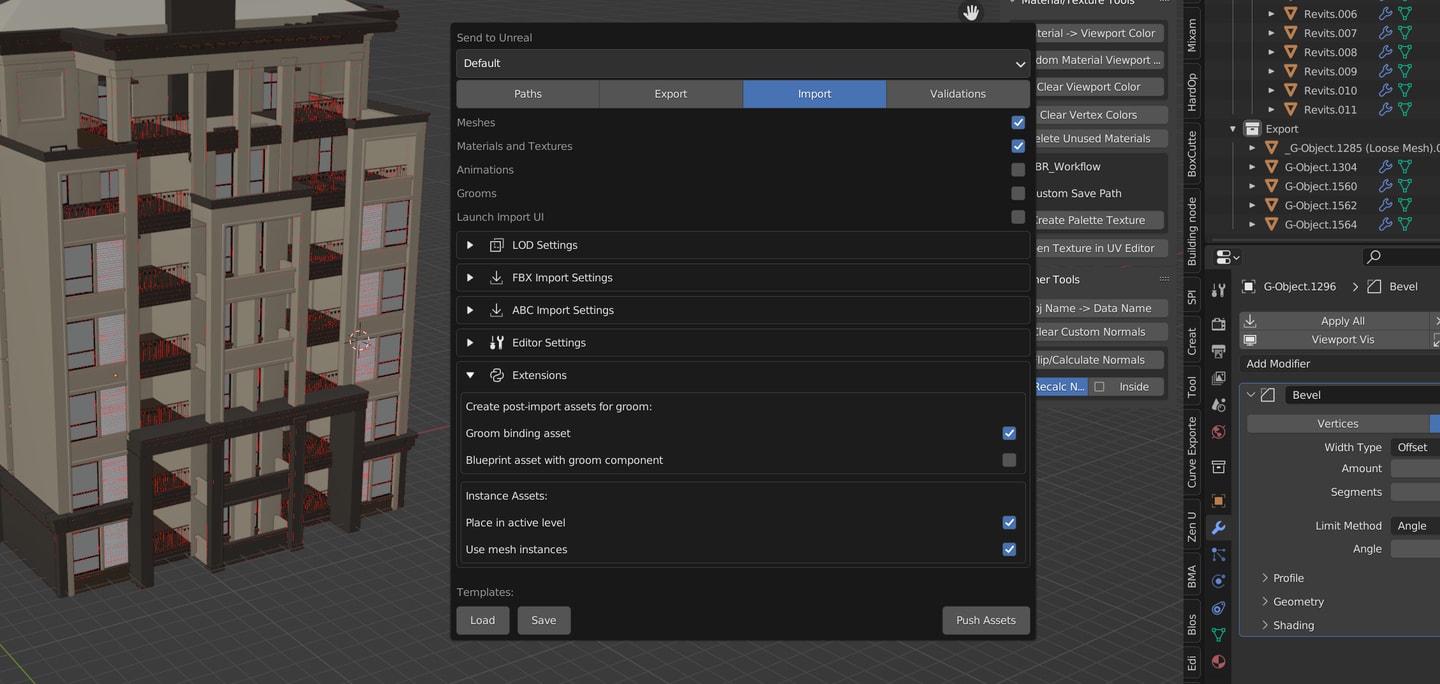 Send to Unreal
Default
Paths Export Import Validations
Meshes
Materials and Textures
Animations
Grooms
Launch Import UI
LOD Settings
FBX Import Settings
ABC Import Settings
Editor Settings
Extensions
Create post-import assets for groom:
Groom binding asset
Blueprint asset with groom component
Instance Assets:
Place in active level
Use mesh instances
Templates:
Load Save Push Assets
Material/Texture Tools
terial -> Viewport Color
dom Material Viewport ...
Clear Viewport Color
Clear Vertex Colors
elete Unused Materials
BR_Workflow
ustom Save Path
reate Palette Texture
en Texture in UV Editor
her Tools
bj Name -> Data Name
lear Custom Normals
lip/Calculate Normals
Recalc N... Inside
Mixam
HardOp
BoxCutte
Building node
SPI
Creat
Tool
Curve Exporte
Zen U
BMA
Blos
Edi
Revits.006
Revits.007
Revits.008
Revits.009
Revits.010
Revits.011
Export
_G-Object.1285 (Loose Mesh).0
G-Object.1304
G-Object.1560
G-Object.1562
G-Object.1564
G-Object.1296 Bevel
Apply All
Viewport Vis
Add Modifier
Bevel
Vertices
Width Type Offset
Amount
Segments
Limit Method Angle
Angle
Profile
Geometry
Shading